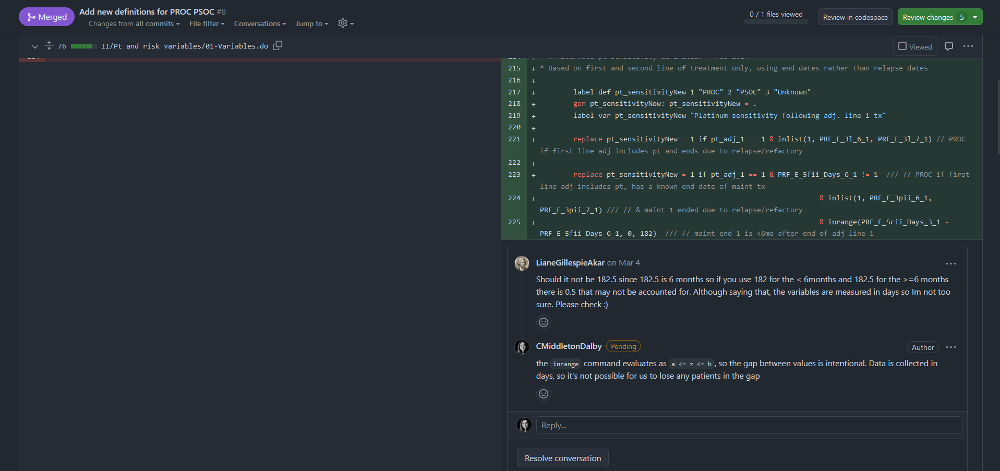 Merged
Add new definitions for PROC PSOC #8
Changes from all commits File filter Conversations Jump to
0 / 1 files viewed
Review in codespace
Review changes 5
76 II/Pt and risk variables/01-Variables.do
Viewed
215 + * Based on first and second line of treatment only, using end dates rather than relapse dates
216 +
217 + label def pt_sensitivityNew 1 "PROC" 2 "PSOC" 3 "Unknown"
218 + gen pt_sensitivityNew: pt_sensitivityNew = .
219 + label var pt_sensitivityNew "Platinum sensitivity following adj. line 1 tx"
220 +
221 + replace pt_sensitivityNew = 1 if pt_adj_1 == 1 & inlist(1, PRF_E_3l_6_1, PRF_E_3l_7_1) // PROC
if first line adj includes pt and ends due to relapse/refactory
222 +
223 + replace pt_sensitivityNew = 1 if pt_adj_1 == 1 & PRF_E_5fii_Days_6_1 != 1 /// // PROC if first
line adj includes pt, has a known end date of maint tx
224 + & inlist(1, PRF_E_3pii_6_1,
PRF_E_3pii_7_1) /// // & maint 1 ended due to relapse/refactory
225 + & inrange(PRF_E_5cii_Days_3_1 -
PRF_E_5fii_Days_6_1, 0, 182) /// // maint end 1 is <6mo after end of adj line 1
LianeGillespieAkar on Mar 4
Should it not be 182.5 since 182.5 is 6 months so if you use 182 for the < 6months and 182.5 for the >=6 months
there is 0.5 that may not be accounted for. Although saying that, the variables are measured in days so Im not too
sure. Please check :)
CMiddletonDalby Pending Author
the inrange command evaluates as a <= z <= b, so the gap between values is intentional. Data is collected in
days, so it's not possible for us to lose any patients in the gap
Reply...
Resolve conversation